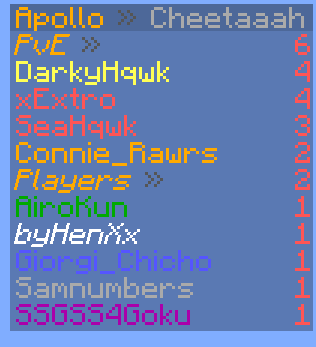 Apollo » Cheetaaah
PvE » 6
DarkyHqwk 4
xExtro 4
SeaHqwk 3
Connie_Rawrs 2
Players » 2
AiroKun 1
byHenXx 1
Giorgi_Chicho 1
Samnumbers 1
SSGSS4Goku 1